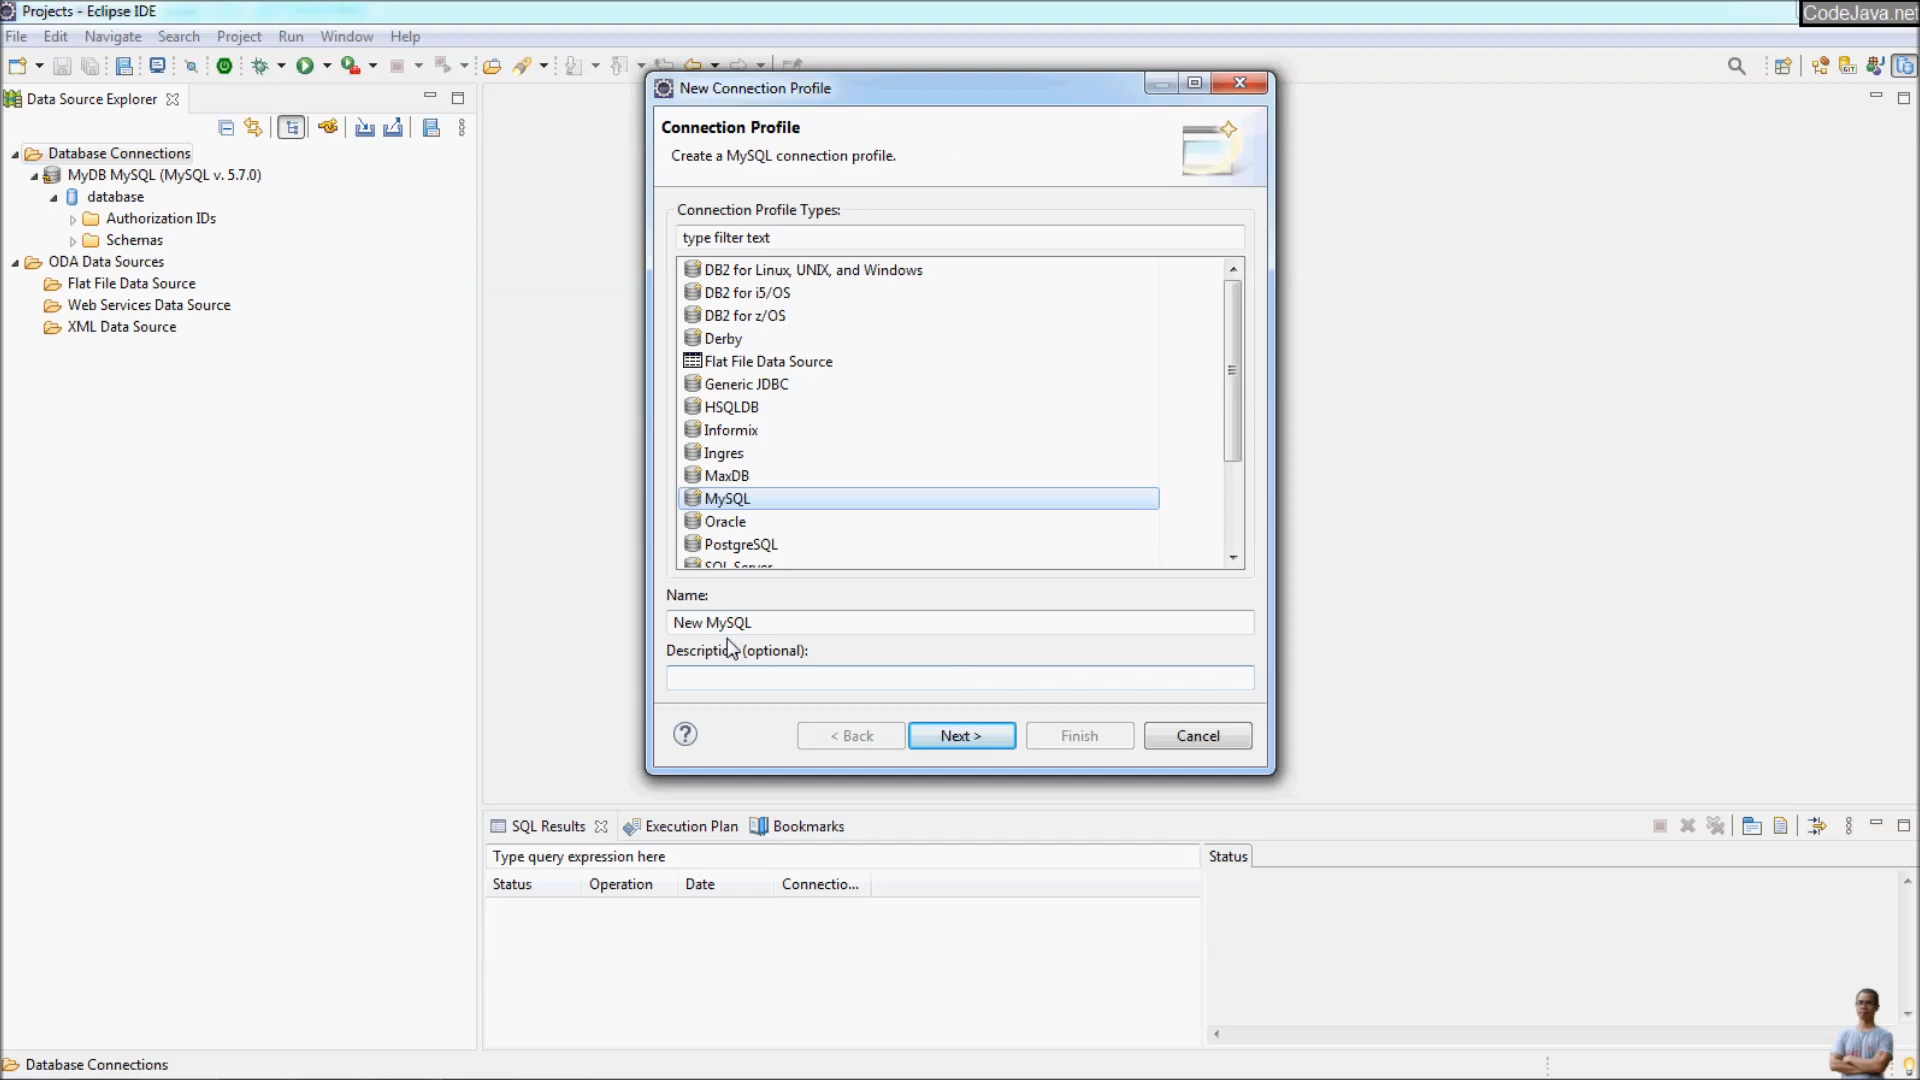 Projects - Eclipse IDE
CodeJava.net
File Edit Navigate Search Project Run Window Help
Data Source Explorer
Database Connections
MyDB MySQL (MySQL v. 5.7.0)
database
Authorization IDs
Schemas
ODA Data Sources
Flat File Data Source
Web Services Data Source
XML Data Source
New Connection Profile
Connection Profile
Create a MySQL connection profile.
Connection Profile Types:
type filter text
DB2 for Linux, UNIX, and Windows
DB2 for i5/OS
DB2 for z/OS
Derby
Flat File Data Source
Generic JDBC
HSQLDB
Informix
Ingres
MaxDB
MySQL
Oracle
PostgreSQL
SQL Server
Name:
New MySQL
Description (optional):
? < Back Next > Finish Cancel
SQL Results Execution Plan Bookmarks
Type query expression here
Status
Status Operation Date Connectio...
Database Connections